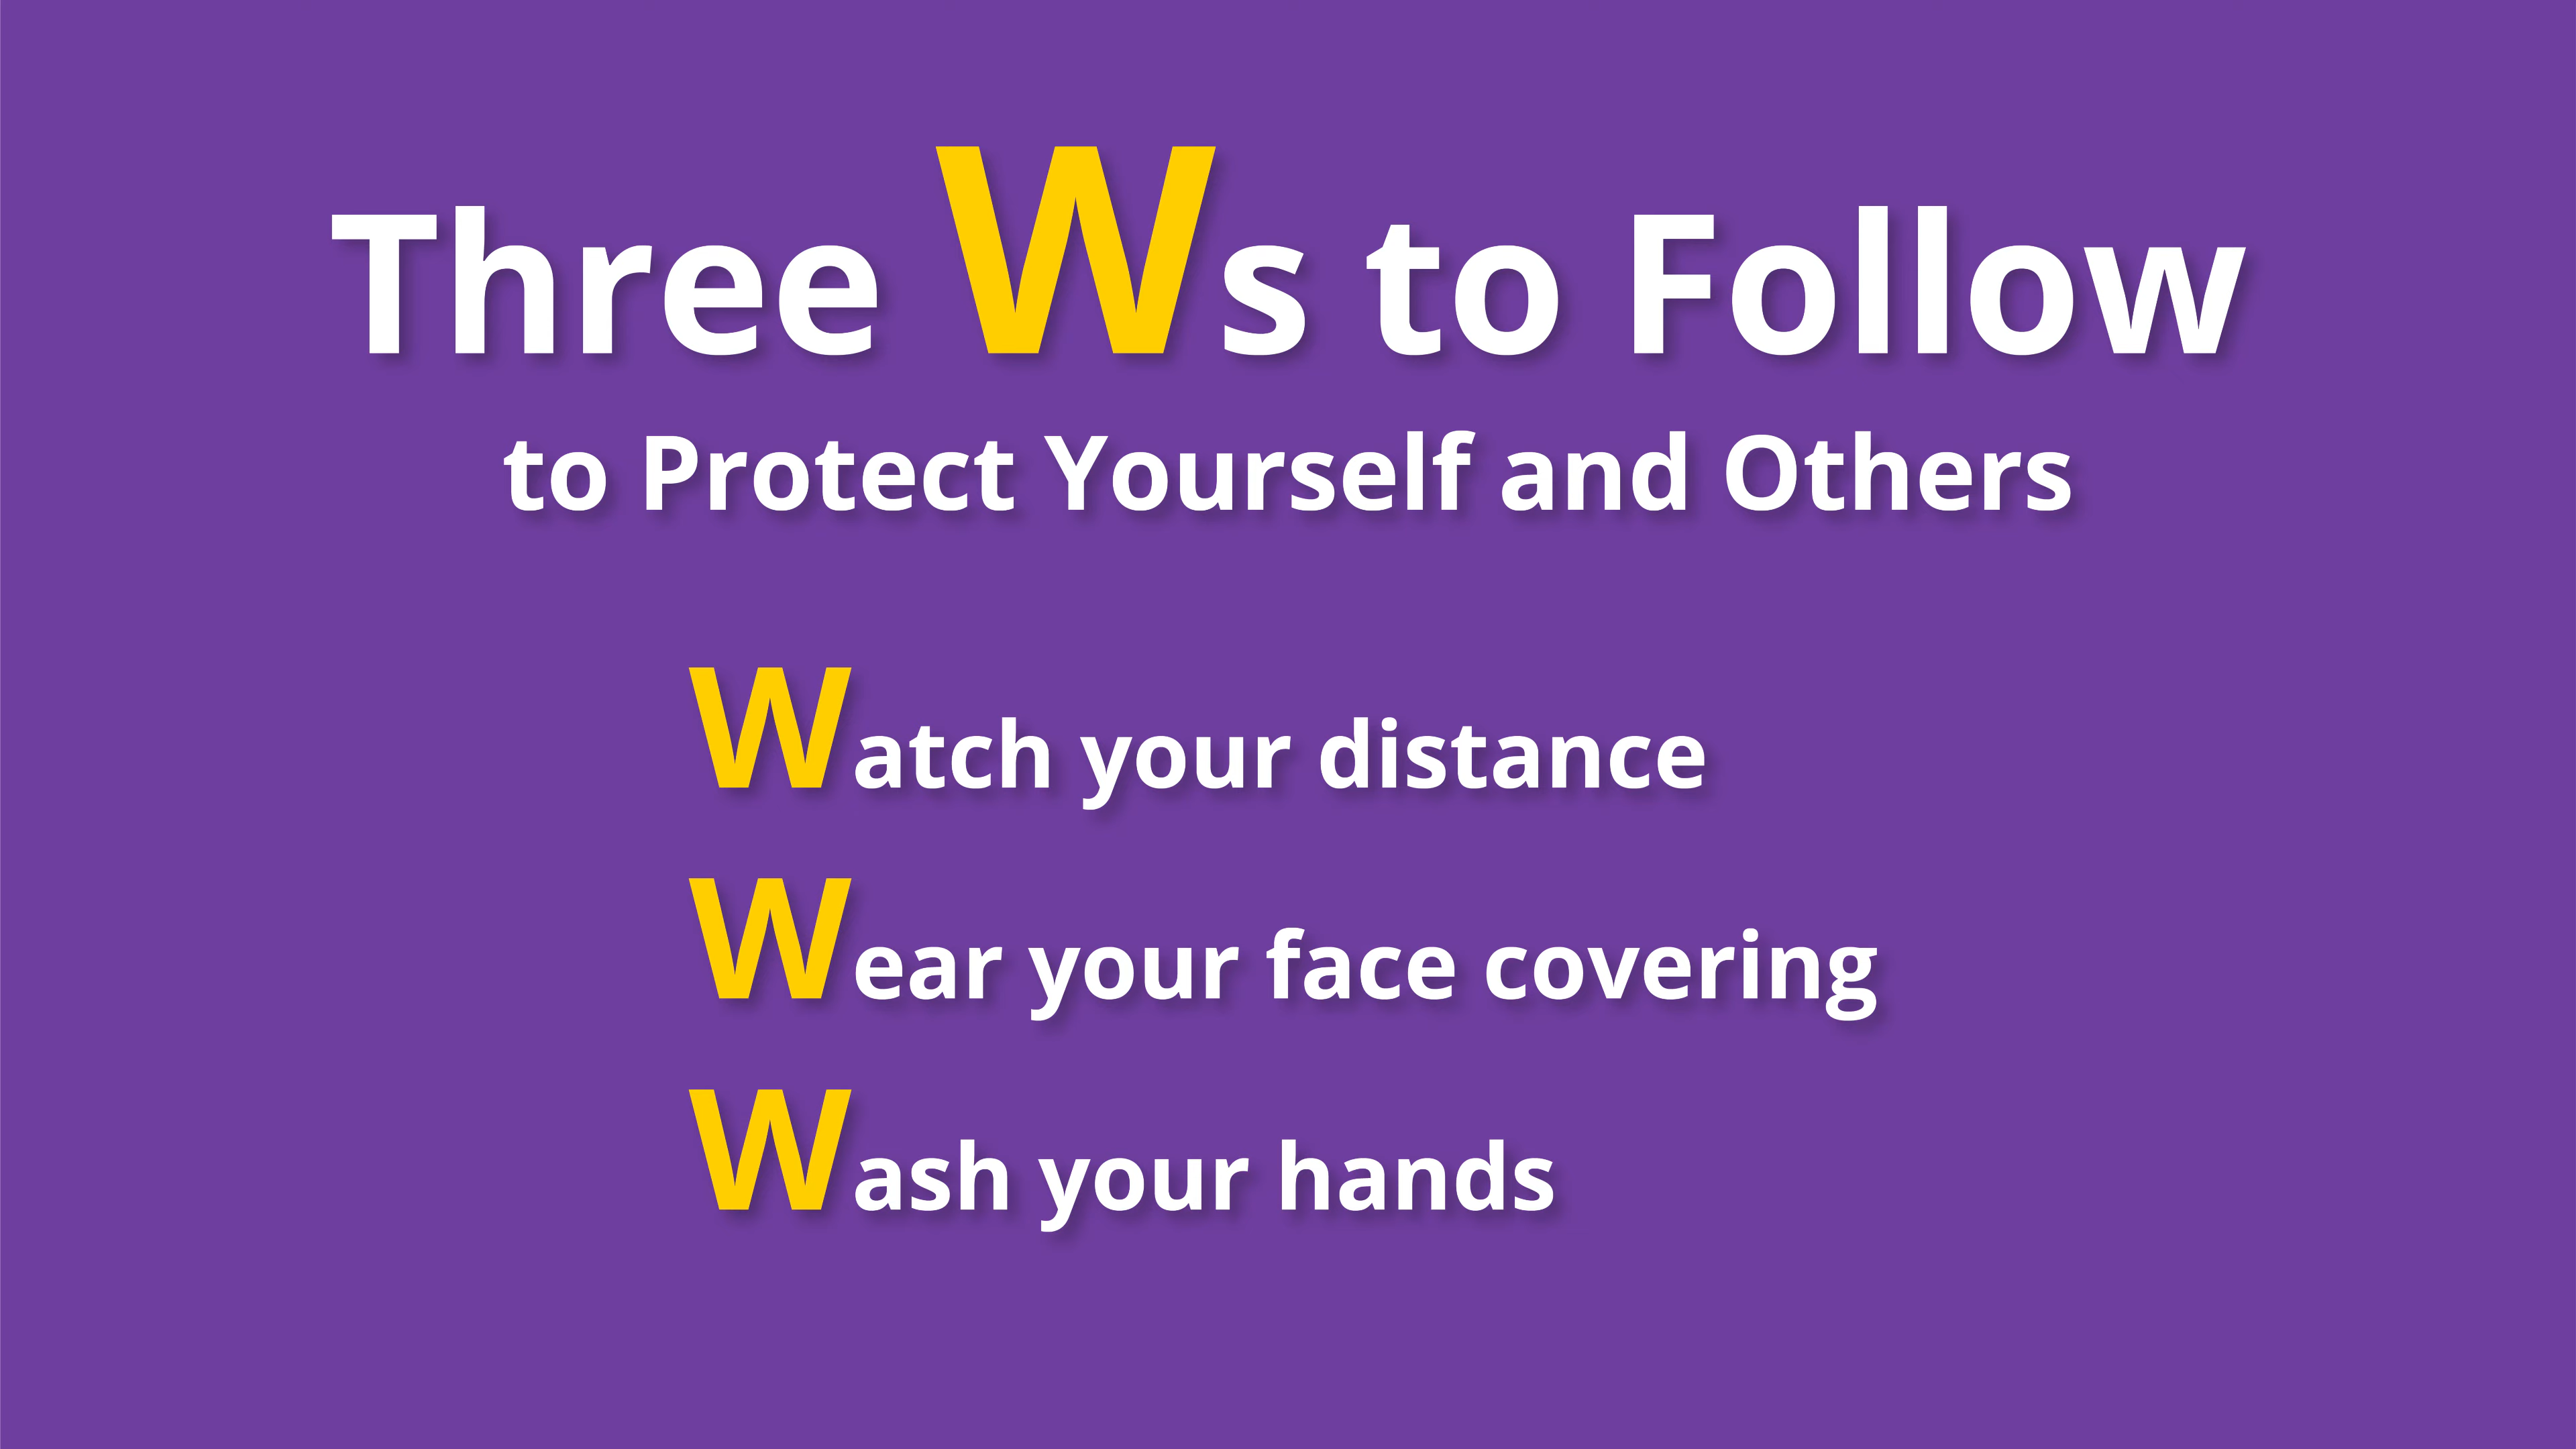 Three Ws to Follow
to Protect Yourself and Others
Watch your distance
Wear your face covering
Wash your hands